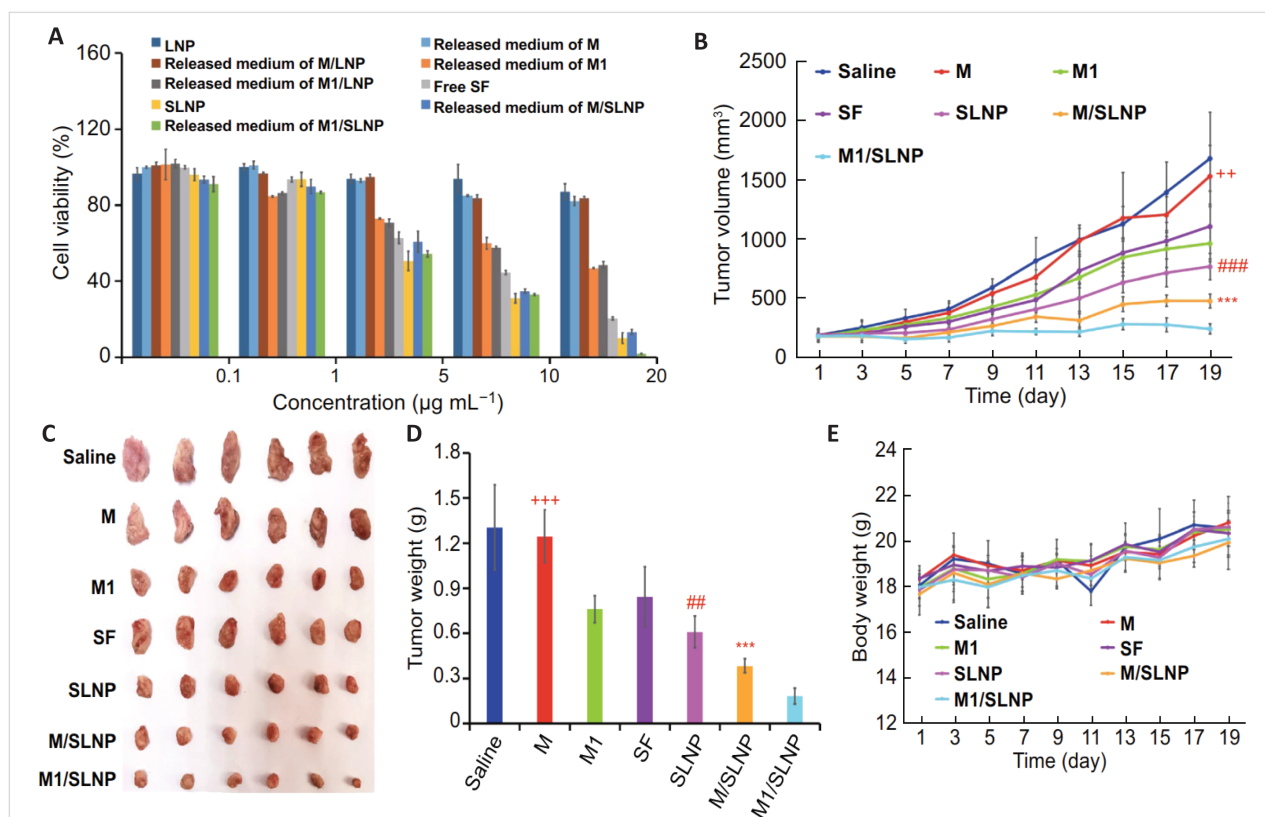 A
LNP
Released medium of M/LNP
Released medium of M1/LNP
SLNP
Released medium of M1/SLNP
Released medium of M
Released medium of M1
Free SF
Released medium of M/SLNP
Cell viability (%)
160
120
80
40
0
0.1 1 5 10 20
Concentration (µg mL⁻¹)
B
Saline M M1
SF SLNP M/SLNP
M1/SLNP
Tumor volume (mm³)
2500
2000
1500
1000
500
0
++
###
***
1 3 5 7 9 11 13 15 17 19
Time (day)
C
Saline
M
M1
SF
SLNP
M/SLNP
M1/SLNP
D
Tumor weight (g)
1.8
1.5
1.2
0.9
0.6
0.3
0
+++
##
***
Saline M M1 SF SLNP M/SLNP M1/SLNP
E
Body weight (g)
24
22
20
18
16
14
12
Saline M
M1 SF
SLNP M/SLNP
M1/SLNP
1 3 5 7 9 11 13 15 17 19
Time (day)